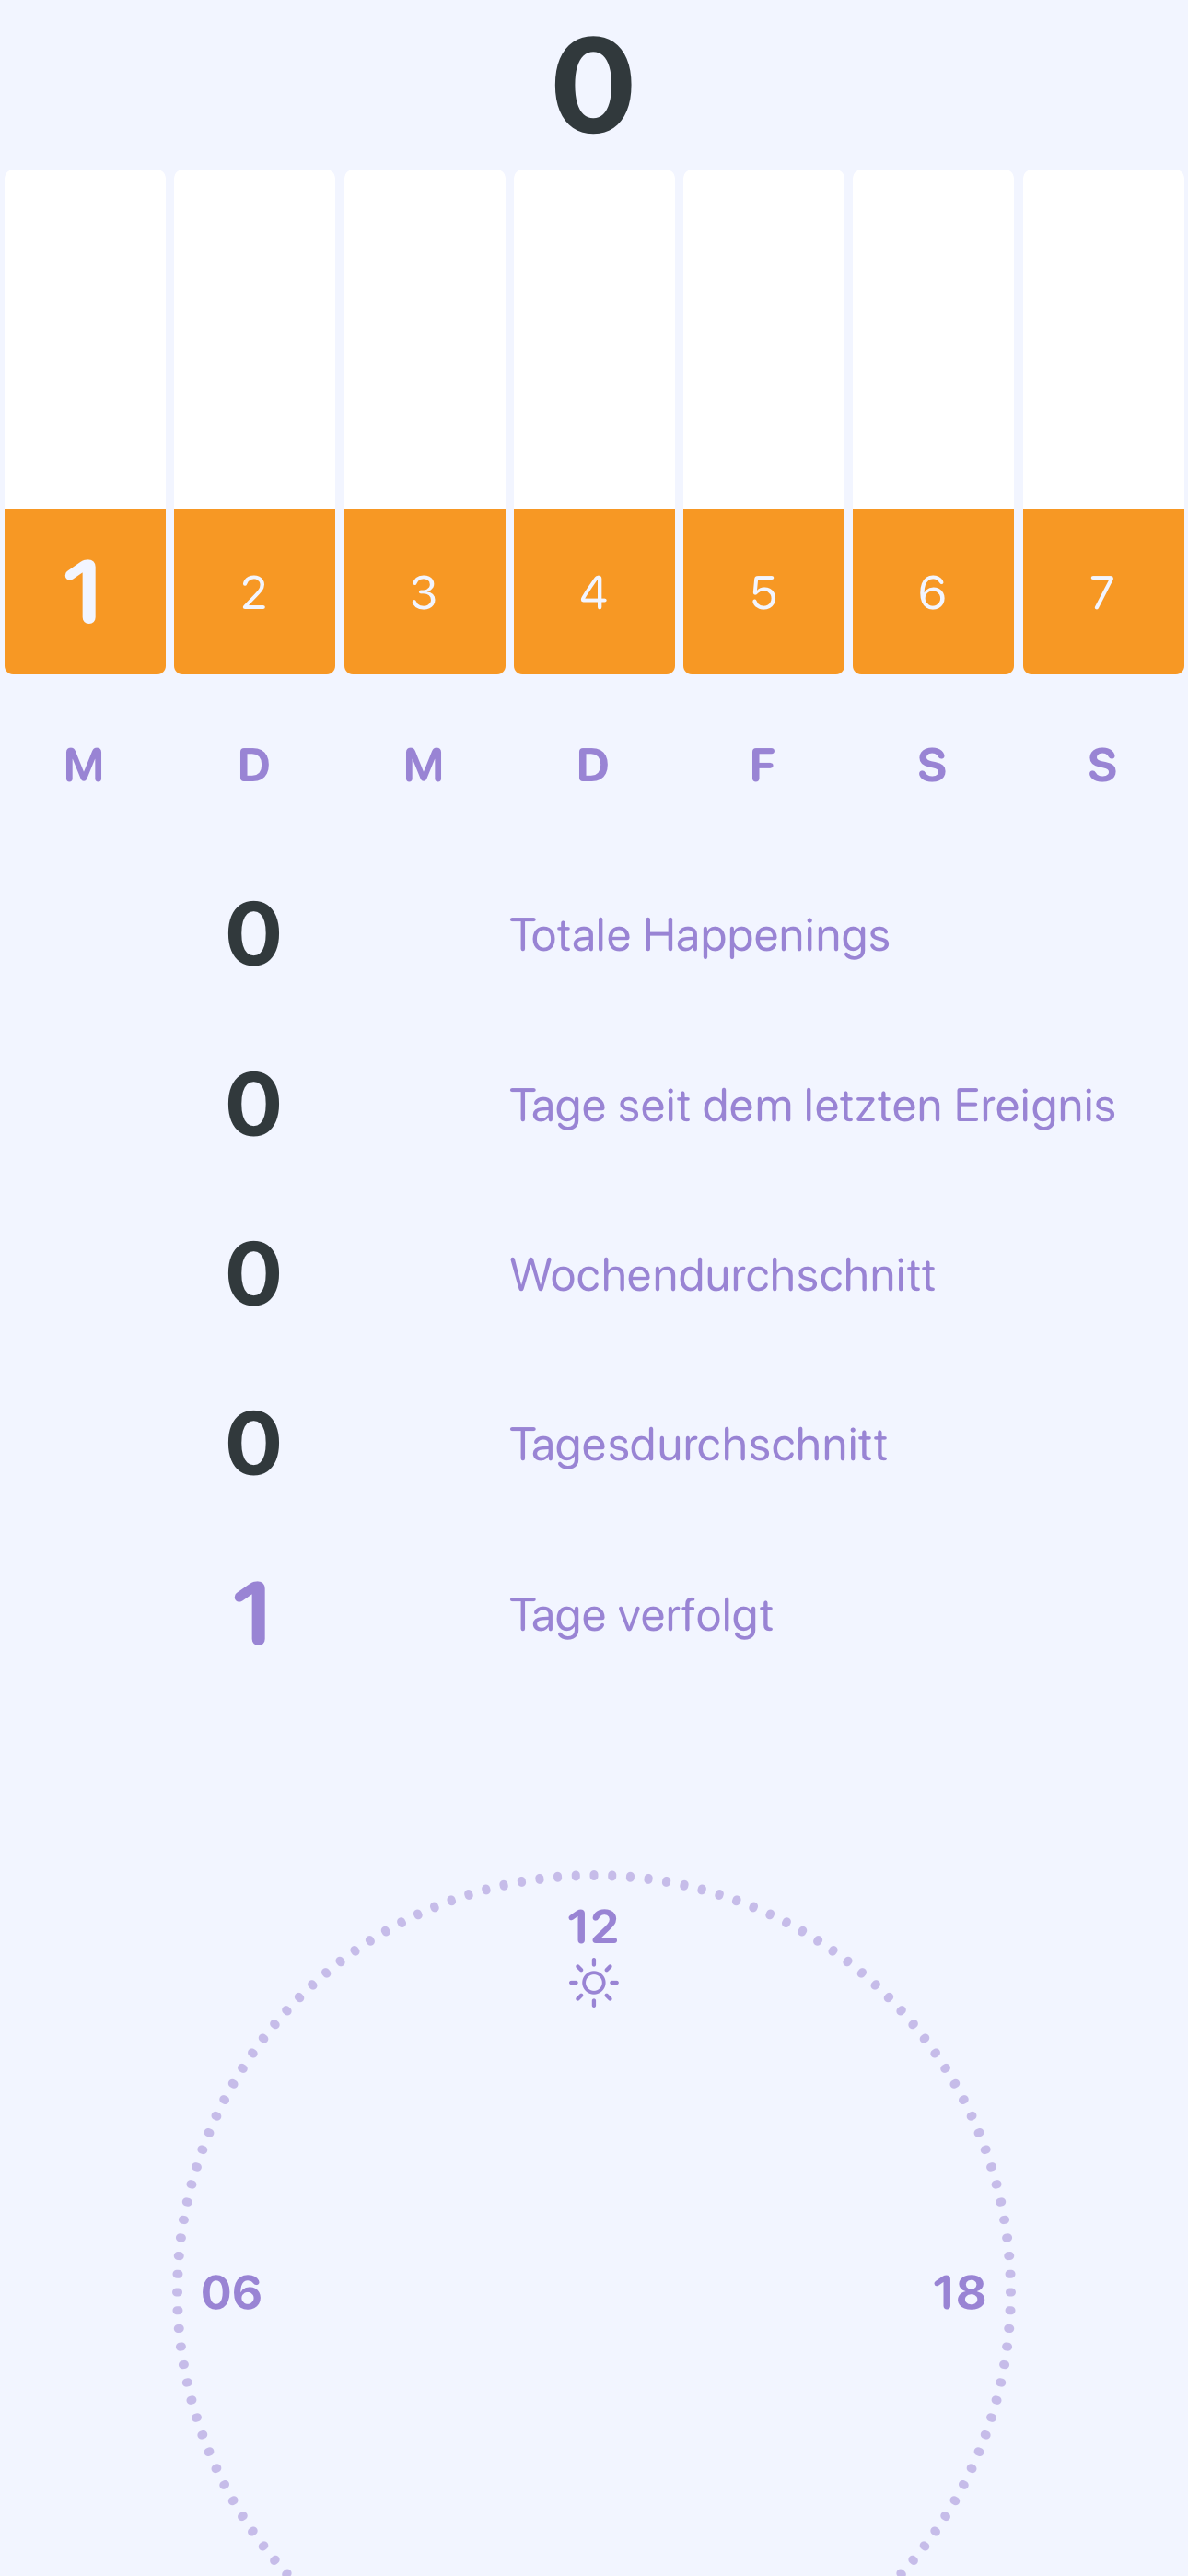 0
1 2 3 4 5 6 7
M D M D F S S
0 Totale Happenings
0 Tage seit dem letzten Ereignis
0 Wochendurchschnitt
0 Tagesdurchschnitt
1 Tage verfolgt
12
06 18